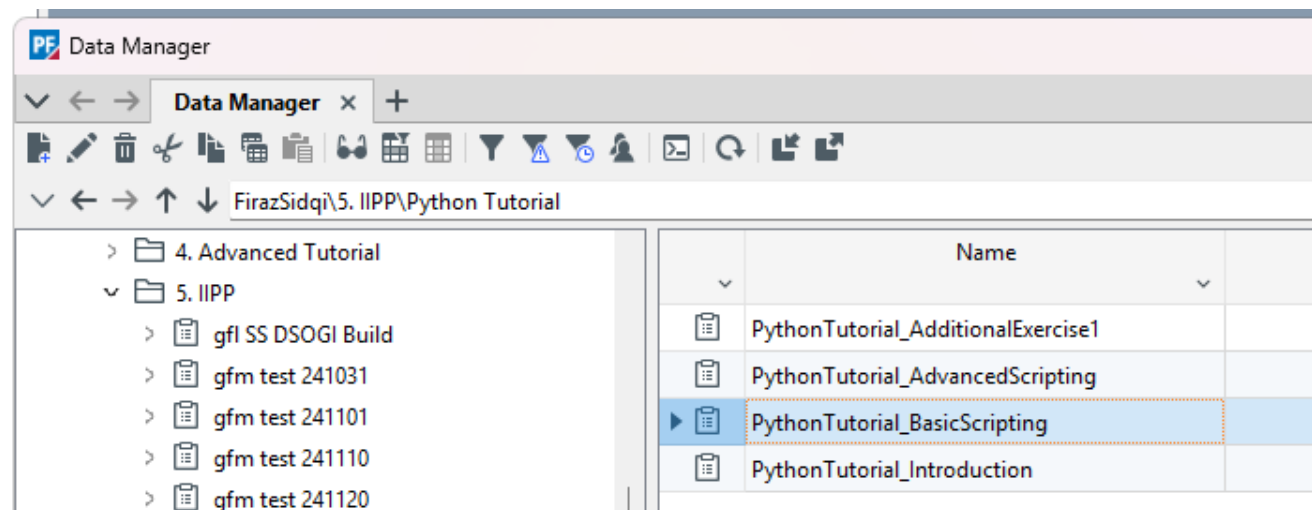 PF Data Manager
Data Manager × +
FirazSidqi\5. IIPP\Python Tutorial
4. Advanced Tutorial
5. IIPP
gfl SS DSOGI Build
gfm test 241031
gfm test 241101
gfm test 241110
gfm test 241120
Name
PythonTutorial_AdditionalExercise1
PythonTutorial_AdvancedScripting
PythonTutorial_BasicScripting
PythonTutorial_Introduction